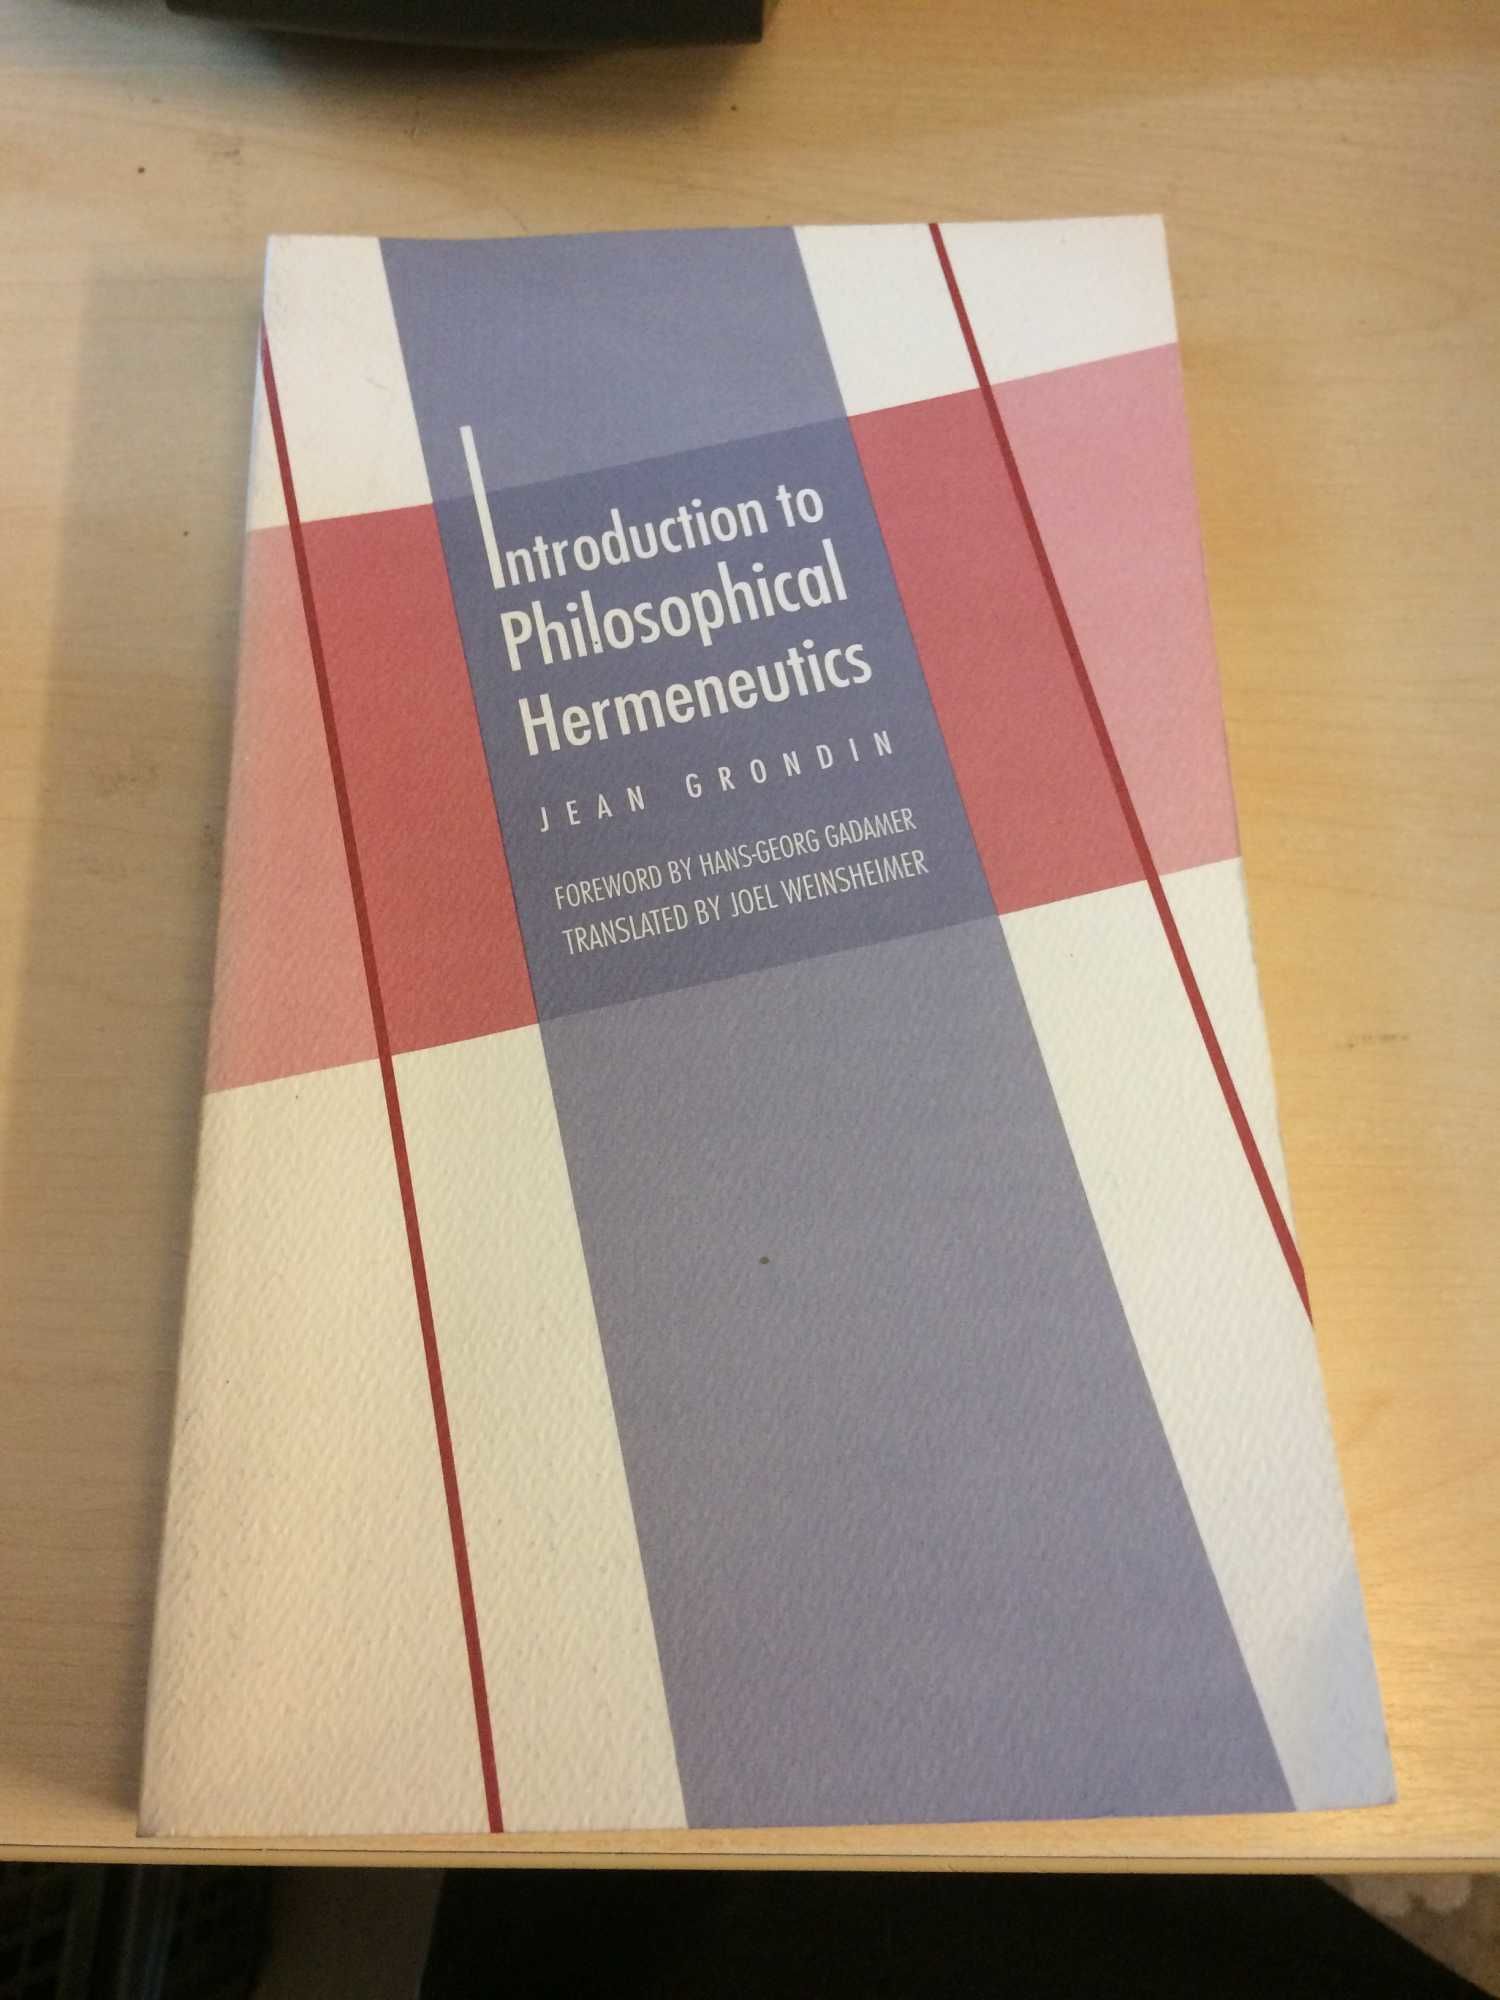 Introduction to
Philosophical
Hermeneutics
JEAN GRONDIN
FOREWORD BY HANS-GEORG GADAMER
TRANSLATED BY JOEL WEINSHEIMER